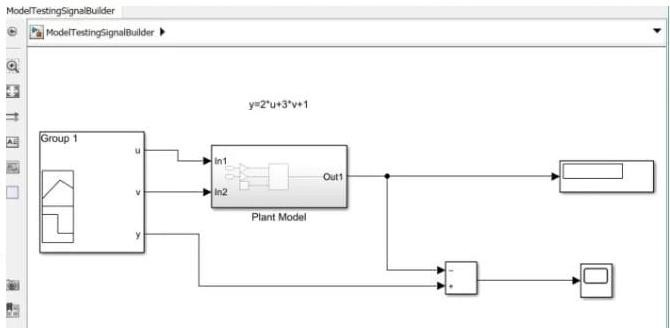 ModelTestingSignalBuilder
ModelTestingSignalBuilder
y=2*u+3*v+1
Group 1
u
v
y
In1
In2
Out1
Plant Model
−
+